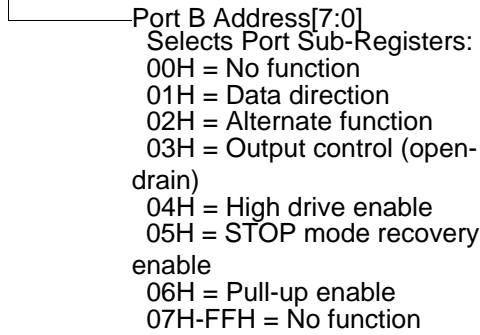 Port B Address[7:0]
Selects Port Sub-Registers:
00H = No function
01H = Data direction
02H = Alternate function
03H = Output control (open-
drain)
04H = High drive enable
05H = STOP mode recovery
enable
06H = Pull-up enable
07H-FFH = No function